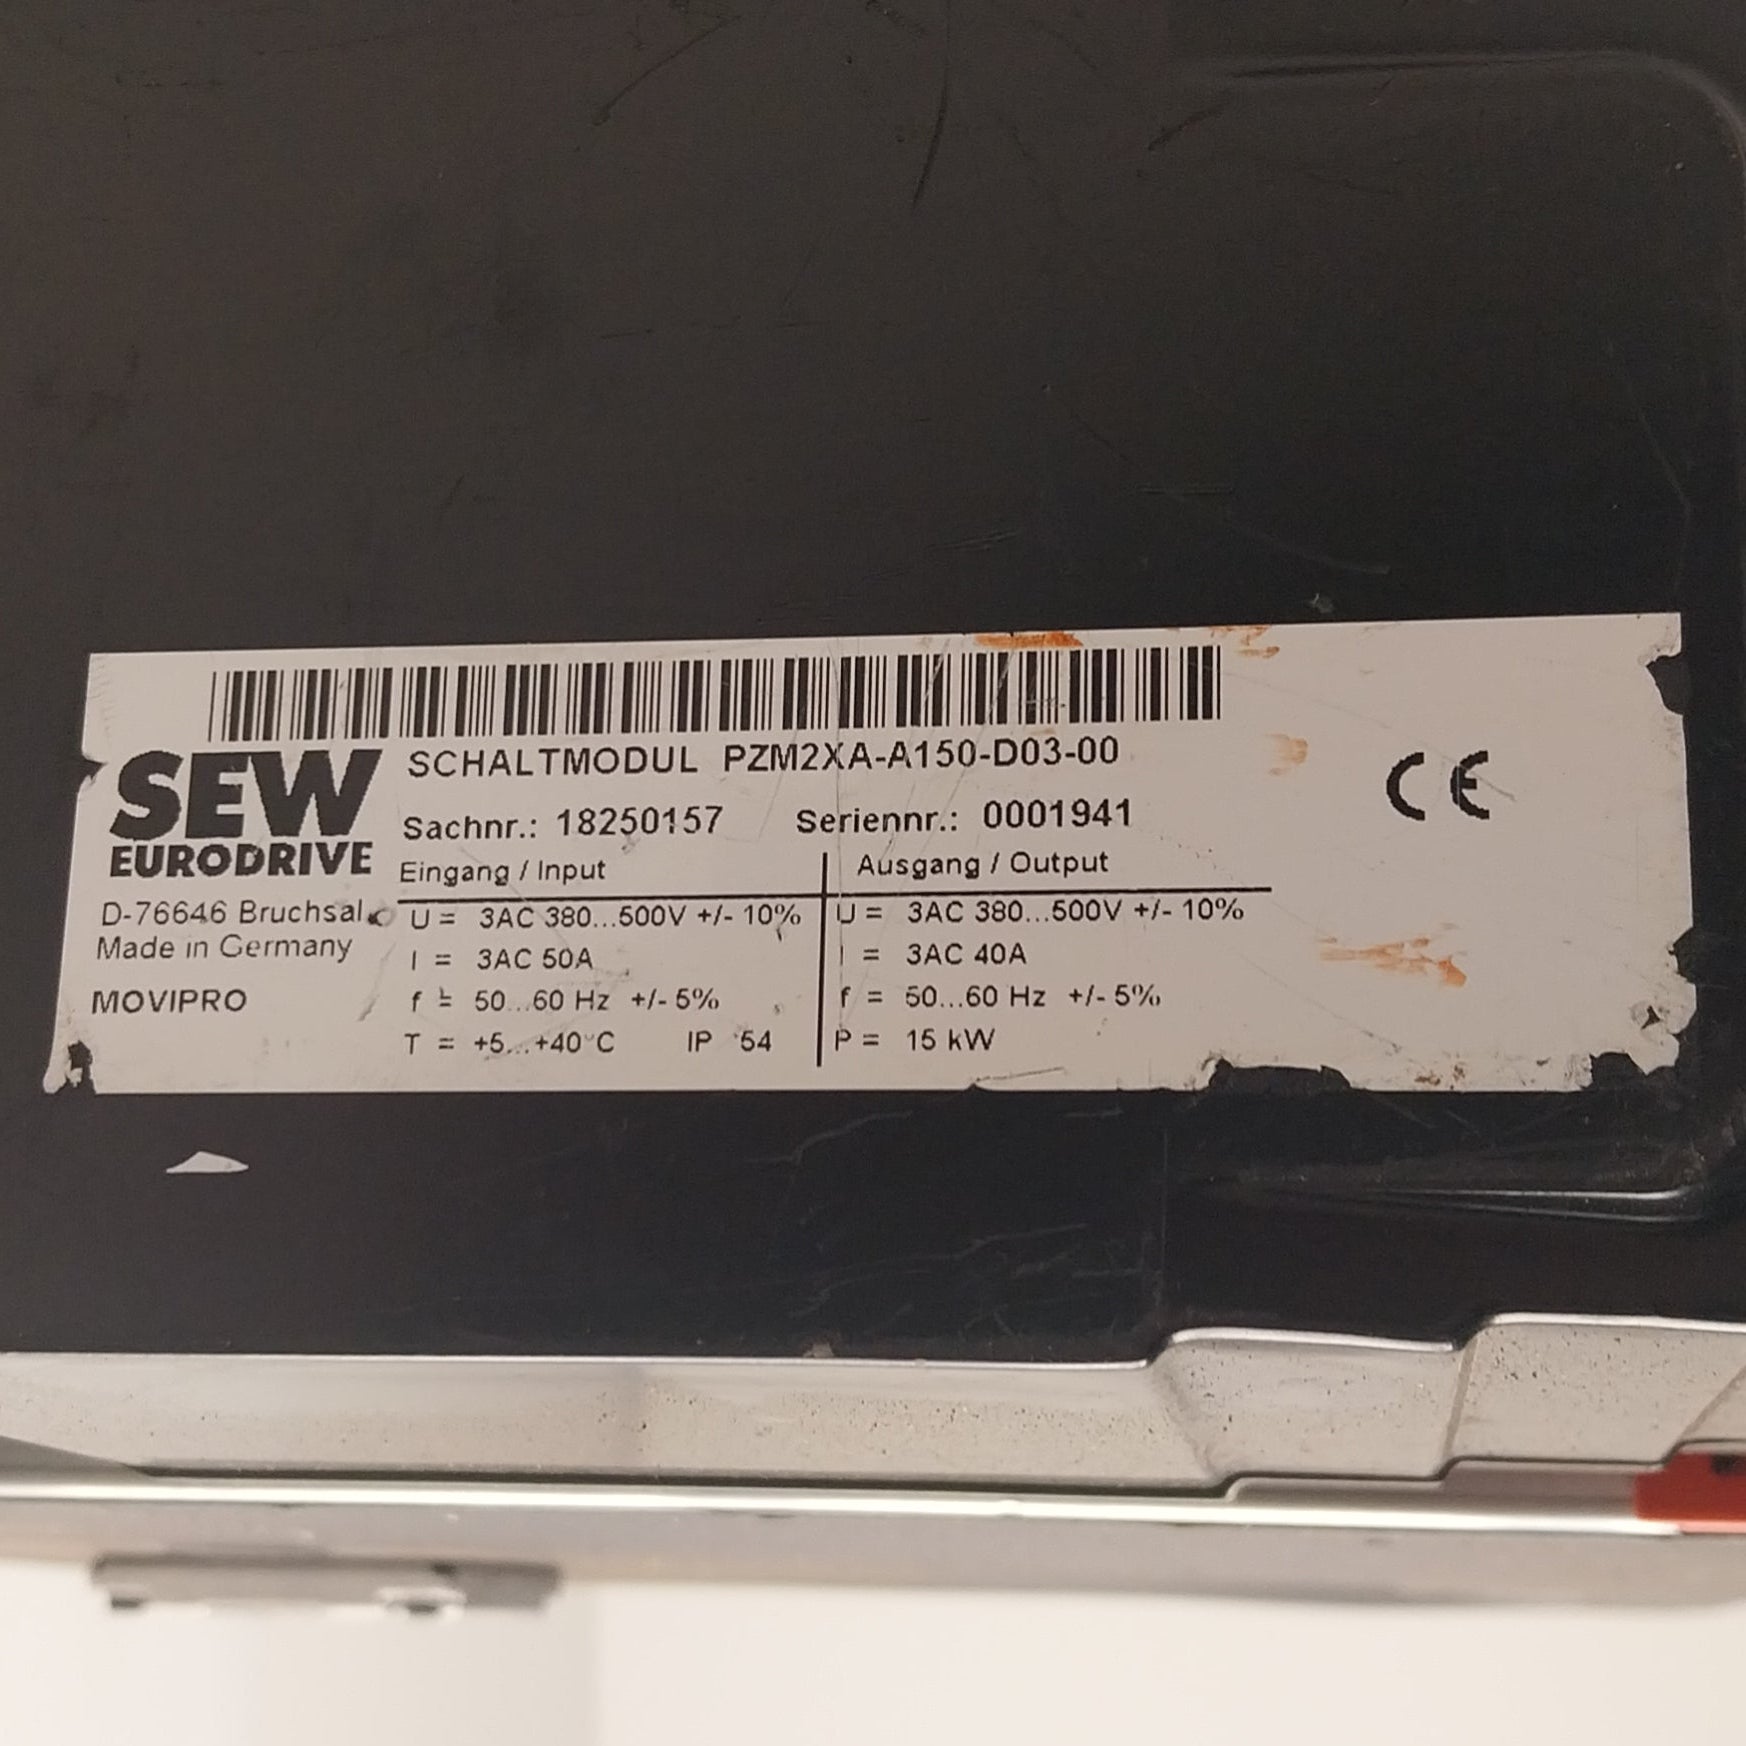 SCHALTMODUL PZM2XA-A150-D03-00
SEW
EURODRIVE
Sachnr.: 18250157 Seriennr.: 0001941
CE
D-76646 Bruchsal
Made in Germany
MOVIPRO
Eingang / Input
U = 3AC 380...500V +/- 10%
I = 3AC 50A
f = 50...60 Hz +/- 5%
T = +5...+40°C IP 54
Ausgang / Output
U = 3AC 380...500V +/- 10%
I = 3AC 40A
f = 50...60 Hz +/- 5%
P = 15 kW